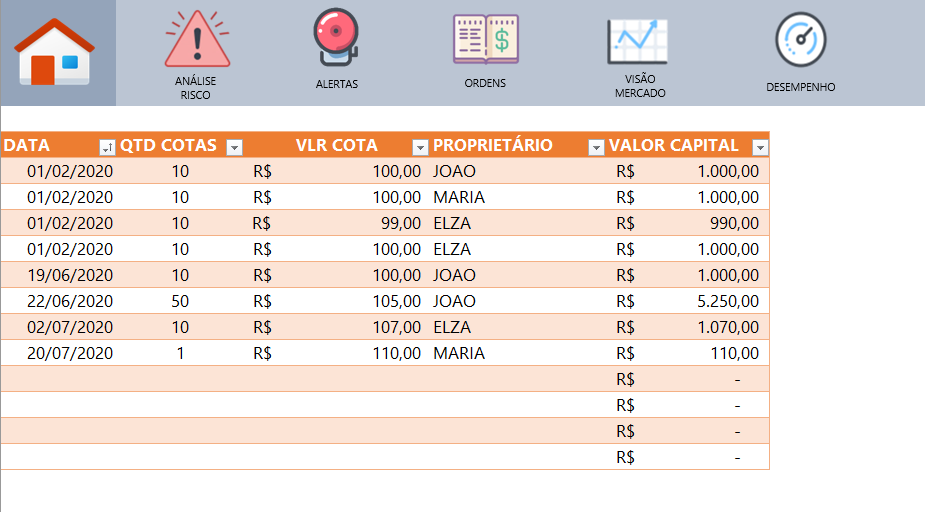 ANÁLISE
RISCO
ALERTAS
$
ORDENS
VISÃO
MERCADO
DESEMPENHO
DATA QTD COTAS VLR COTA PROPRIETÁRIO VALOR CAPITAL
01/02/2020 10 R$ 100,00 JOAO R$ 1.000,00
01/02/2020 10 R$ 100,00 MARIA R$ 1.000,00
01/02/2020 10 R$ 99,00 ELZA R$ 990,00
01/02/2020 10 R$ 100,00 ELZA R$ 1.000,00
19/06/2020 10 R$ 100,00 JOAO R$ 1.000,00
22/06/2020 50 R$ 105,00 JOAO R$ 5.250,00
02/07/2020 10 R$ 107,00 ELZA R$ 1.070,00
20/07/2020 1 R$ 110,00 MARIA R$ 110,00
R$ -
R$ -
R$ -
R$ -